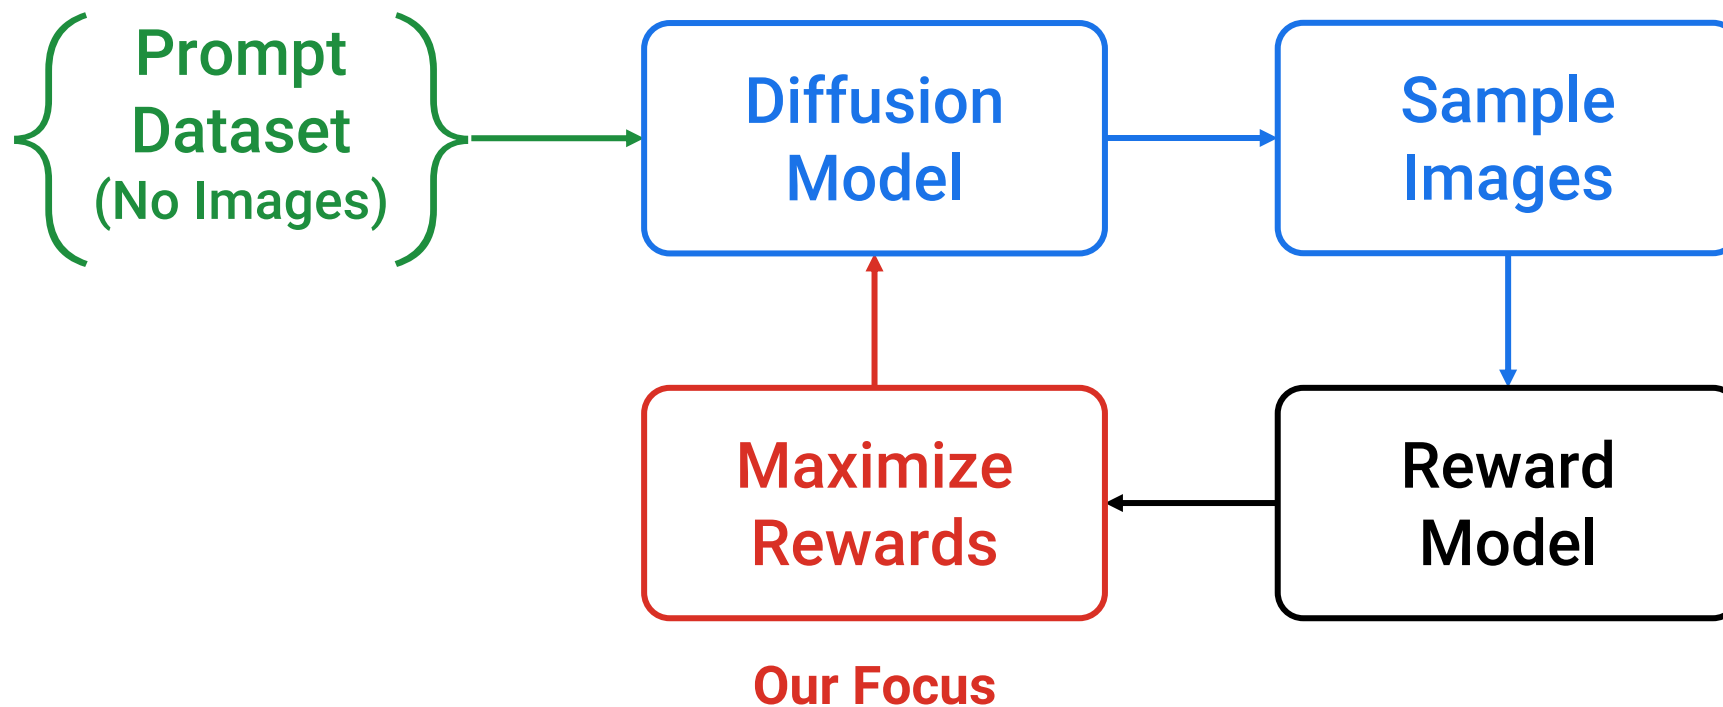 Prompt
Dataset
(No Images)
Diffusion
Model
Sample
Images
Maximize
Rewards
Reward
Model
Our Focus